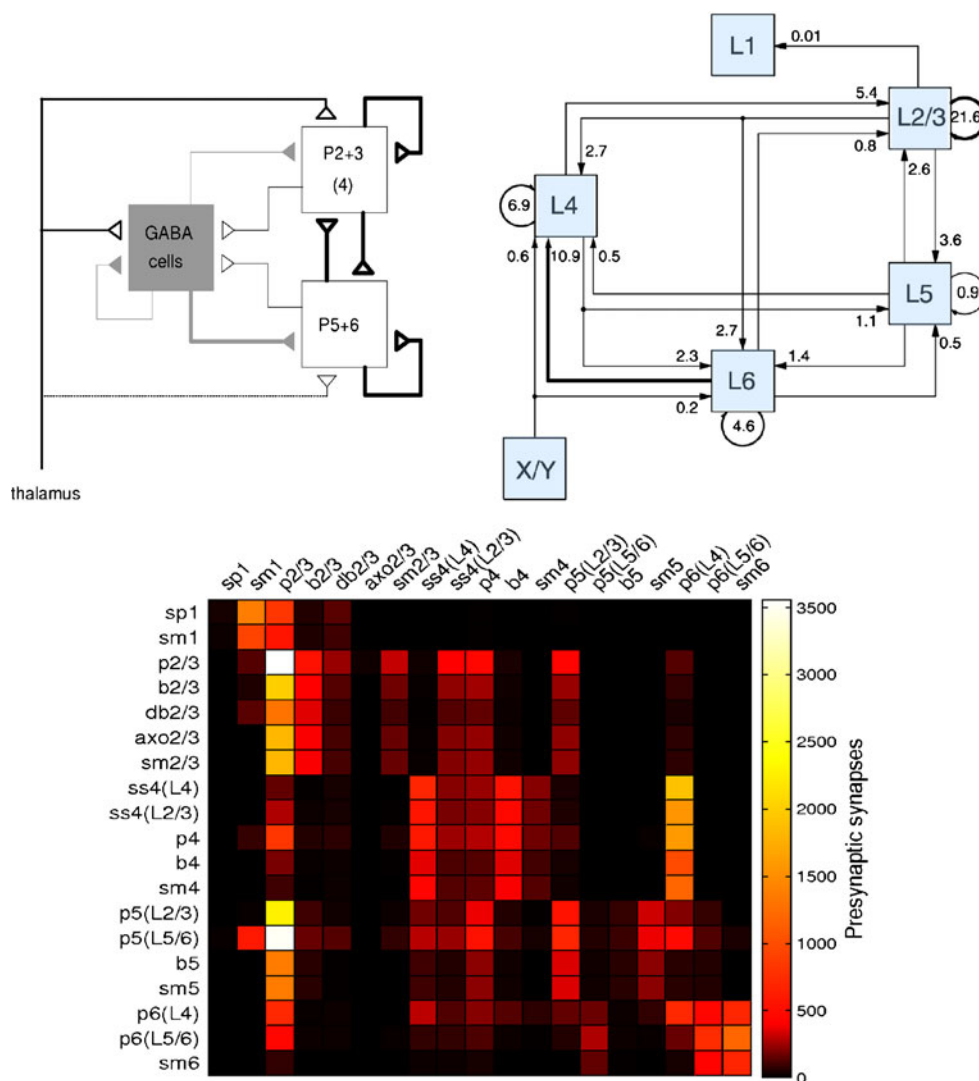 P2+3
(4)
GABA
cells
P5+6
thalamus
L1
0.01
5.4
L2/3
21.6
0.8
2.7
2.6
L4
6.9
0.6
10.9
0.5
3.6
L5
0.9
1.1
0.5
2.7
2.3
1.4
L6
0.2
4.6
X/Y
sp1
sm1
p2/3
b2/3
db2/3
axo2/3
sm2/3
ss4(L4)
ss4(L2/3)
p4
b4
sm4
p5(L2/3)
p5(L5/6)
b5
sm5
p6(L4)
p6(L5/6)
sm6
sp1
sm1
p2/3
b2/3
db2/3
axo2/3
sm2/3
ss4(L4)
ss4(L2/3)
p4
b4
sm4
p5(L2/3)
p5(L5/6)
b5
sm5
p6(L4)
p6(L5/6)
sm6
3500
3000
2500
2000
1500
1000
500
0
Presynaptic synapses